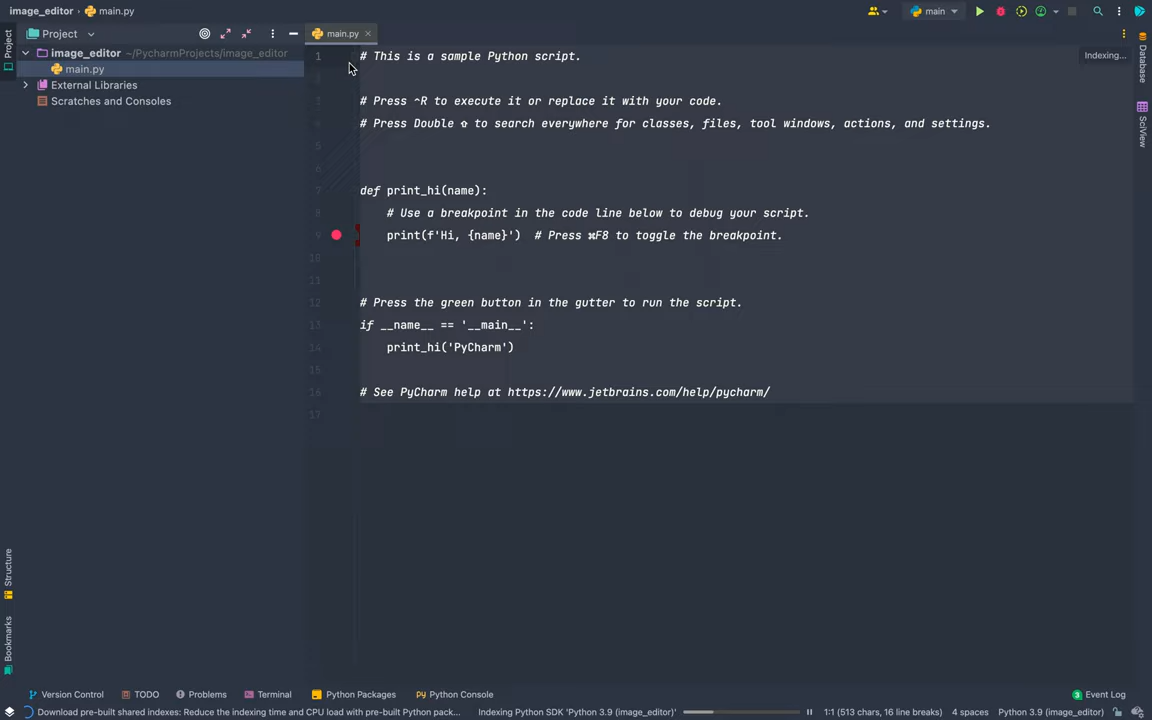 image_editor › main.py
main
Project
image_editor ~/PycharmProjects/image_editor
main.py
External Libraries
Scratches and Consoles
main.py
Indexing...
1 # This is a sample Python script.
3 # Press ^R to execute it or replace it with your code.
# Press Double ⇧ to search everywhere for classes, files, tool windows, actions, and settings.
5
6
7 def print_hi(name):
8 # Use a breakpoint in the code line below to debug your script.
9 print(f'Hi, {name}')  # Press ⌘F8 to toggle the breakpoint.
10
11
12 # Press the green button in the gutter to run the script.
13 if __name__ == '__main__':
14 print_hi('PyCharm')
15
16 # See PyCharm help at https://www.jetbrains.com/help/pycharm/
17
Project
Structure
Bookmarks
Database
SciView
Version Control
TODO
Problems
Terminal
Python Packages
Python Console
3 Event Log
Download pre-built shared indexes: Reduce the indexing time and CPU load with pre-built Python pack...
Indexing Python SDK 'Python 3.9 (image_editor)'
1:1 (513 chars, 16 line breaks)
4 spaces
Python 3.9 (image_editor)